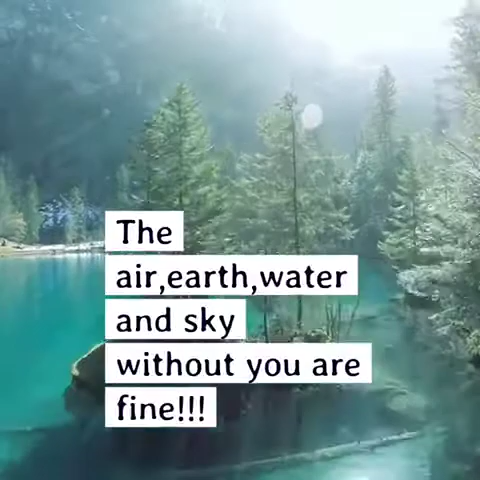 The
air,earth,water
and sky
without you are
fine!!!